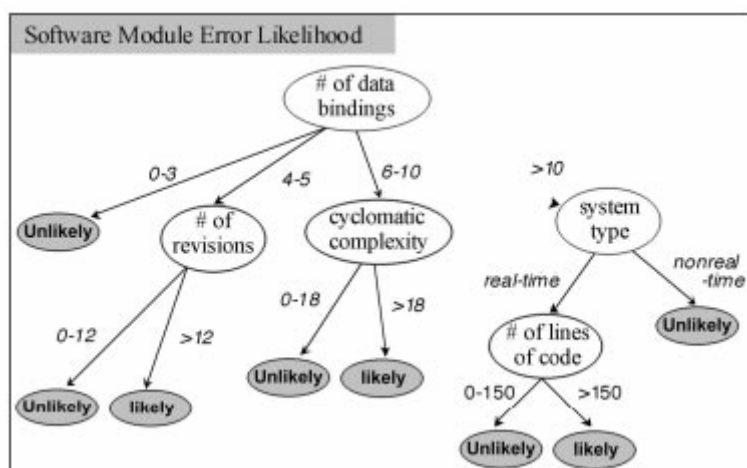 Software Module Error Likelihood
# of data
bindings
0-3
4-5
6-10
>10
Unlikely
# of
revisions
cyclomatic
complexity
system
type
0-12
>12
0-18
>18
real-time
nonreal
-time
Unlikely
likely
Unlikely
likely
# of lines
of code
Unlikely
0-150
>150
Unlikely
likely